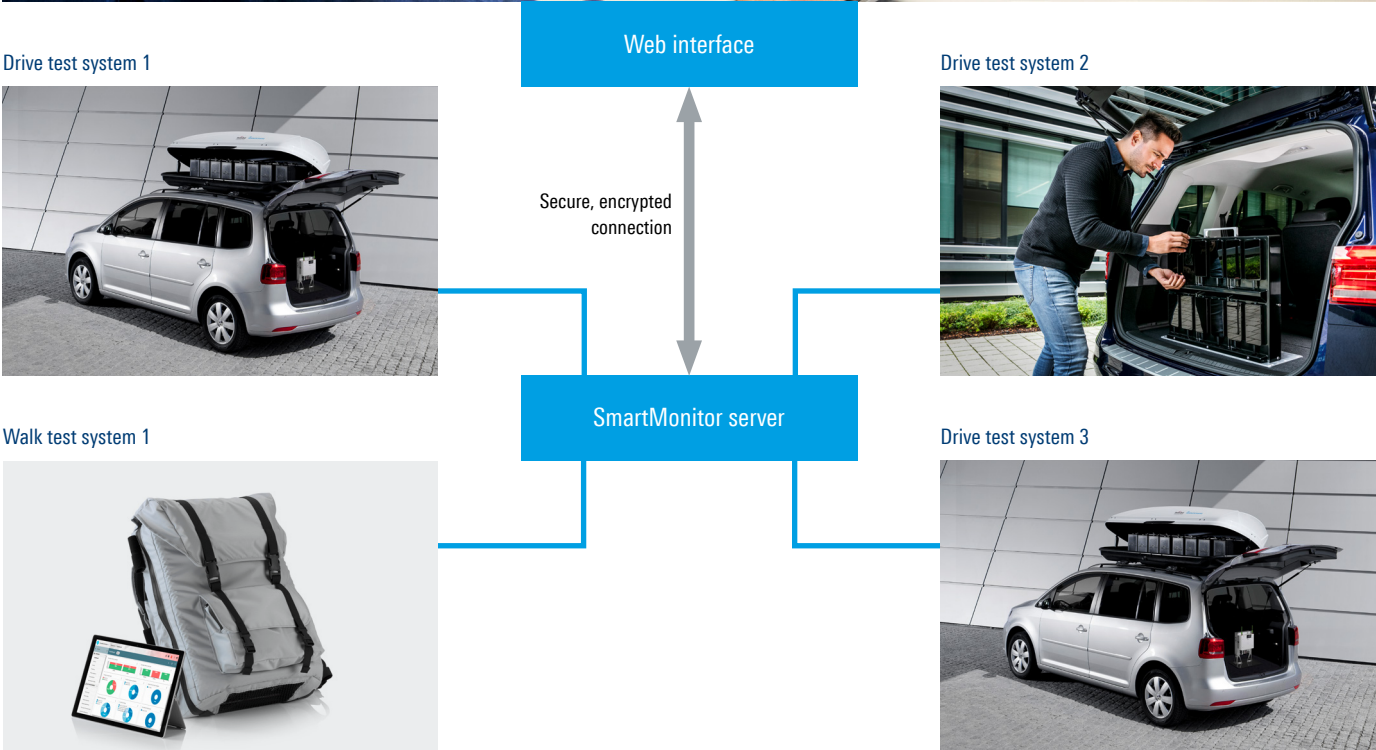 Web interface
Drive test system 1
Drive test system 2
Secure, encrypted
connection
SmartMonitor server
Walk test system 1
Drive test system 3